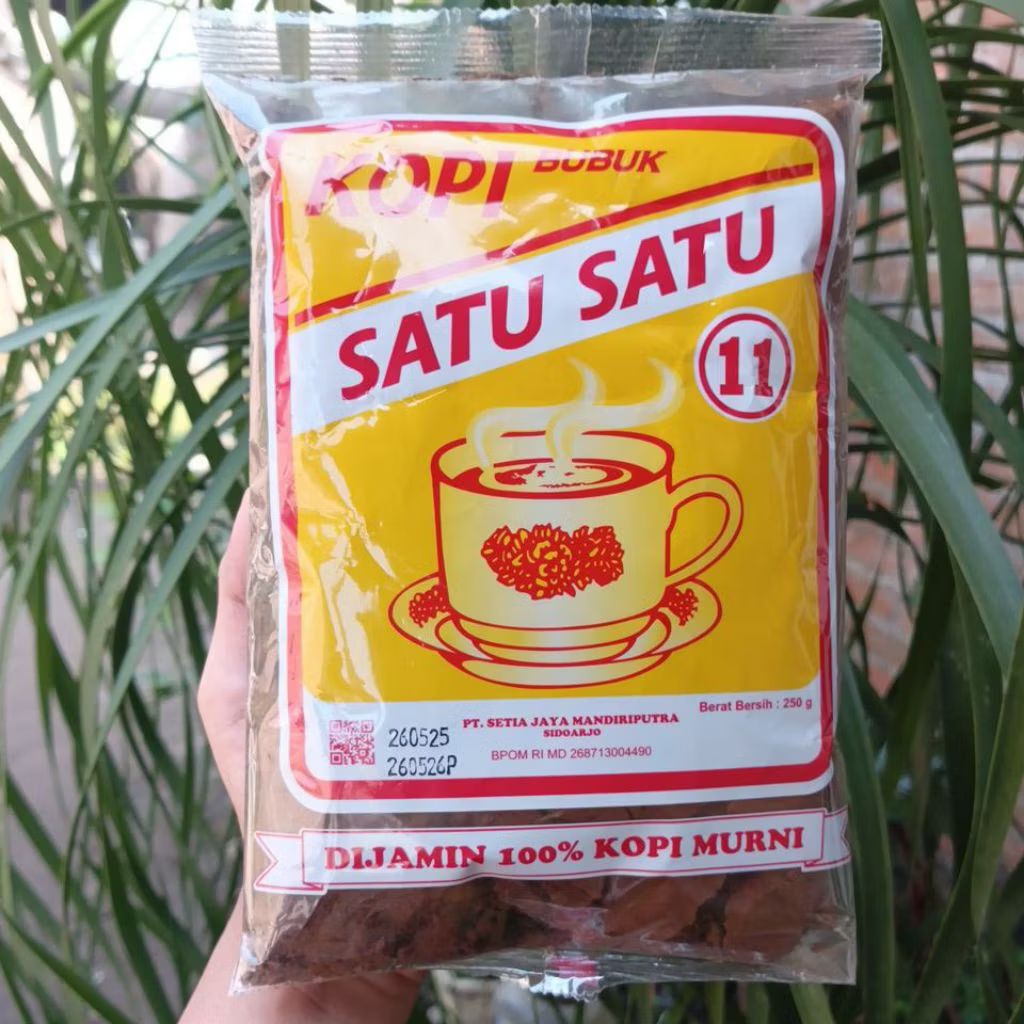 KOPI BUBUK
SATU SATU
11
Berat Bersih : 250 g
PT. SETIA JAYA MANDIRIPUTRA
SIDOARJO
260525
260526P
BPOM RI MD 268713004490
DIJAMIN 100% KOPI MURNI